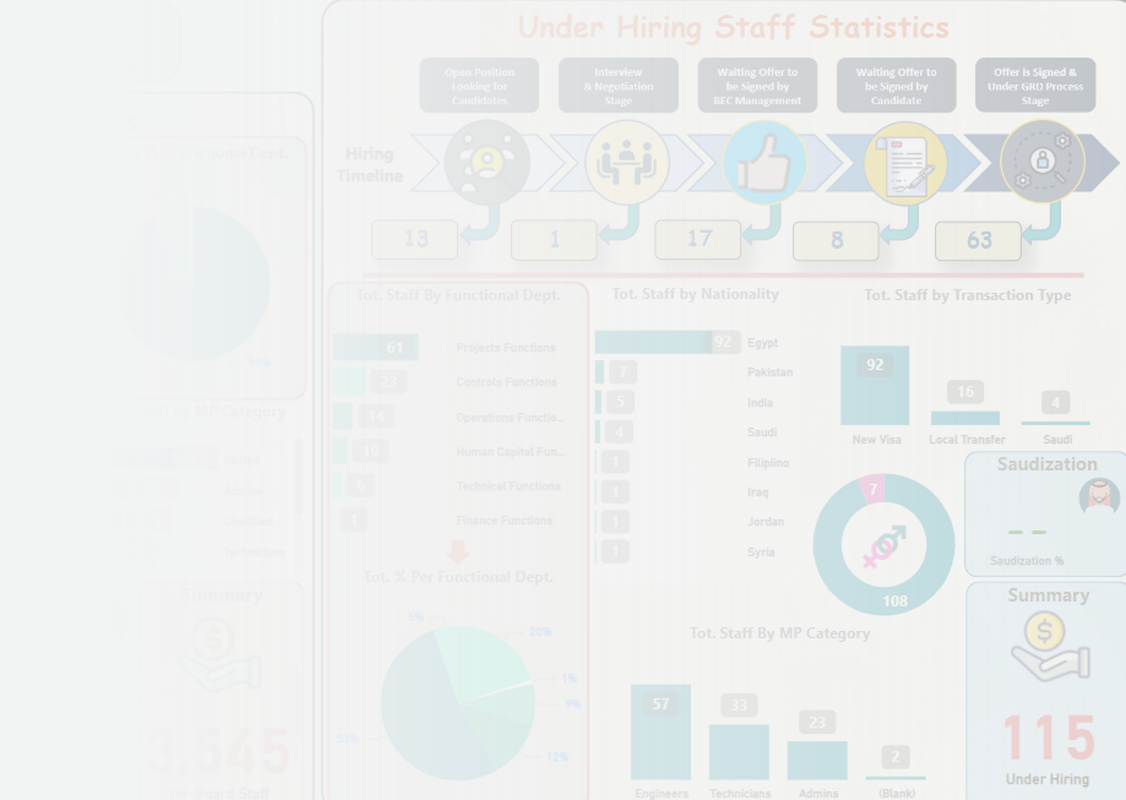 Under Hiring Staff Statistics
Open Position
Looking for
Candidates
Interview
& Negotiation
Stage
Waiting Offer to
be Signed by
BEC Management
Waiting Offer to
be Signed by
Candidate
Offer is Signed &
Under GRO Process
Stage
Hiring
Timeline
13
1
17
8
63
Tot. Staff By Functional Dept.
61
Projects Functions
23
Controls Functions
14
Operations Functio...
10
Human Capital Fun...
6
Technical Functions
1
Finance Functions
Tot. % Per Functional Dept.
5%
20%
1%
9%
12%
53%
Tot. Staff by Nationality
92
Egypt
7
Pakistan
5
India
4
Saudi
1
Filipiino
1
Iraq
1
Jordan
1
Syria
Tot. Staff by Transaction Type
92
16
4
New Visa
Local Transfer
Saudi
7
108
Saudization
--
Saudization %
Tot. Staff By MP Category
57
33
23
2
Engineers
Technicians
Admins
(Blank)
Summary
115
Under Hiring
Functional Dept.
by MP Category
Skilled
Admins
Unskilled
Technicians
Summary
3,545
On-Board Staff